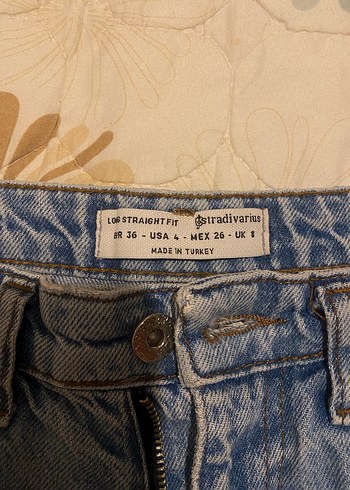 LOG STRAIGHT FIT stradivarius
BR 36 - USA 4 - MEX 26 - UK 8
MADE IN TURKEY